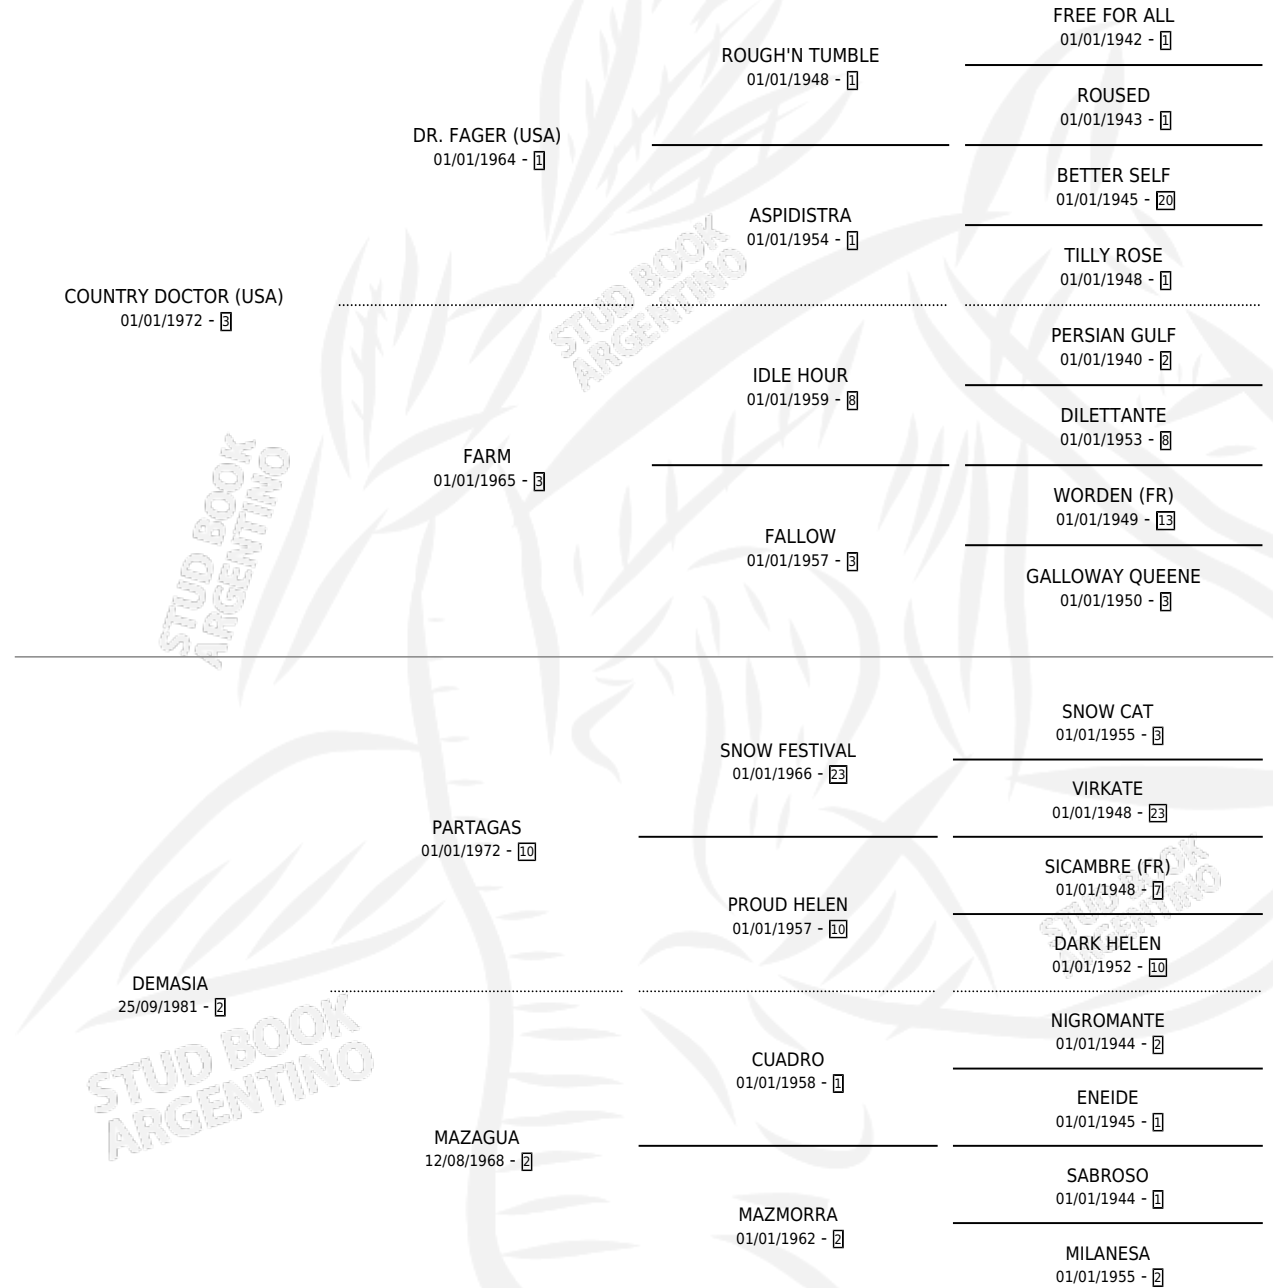 FREE FOR ALL
01/01/1942 - 1
ROUGH'N TUMBLE
01/01/1948 - 1
ROUSED
01/01/1943 - 1
DR. FAGER (USA)
01/01/1964 - 1
BETTER SELF
01/01/1945 - 20
ASPIDISTRA
01/01/1954 - 1
TILLY ROSE
01/01/1948 - 1
COUNTRY DOCTOR (USA)
01/01/1972 - 3
PERSIAN GULF
01/01/1940 - 2
IDLE HOUR
01/01/1959 - 8
DILETTANTE
01/01/1953 - 8
FARM
01/01/1965 - 3
WORDEN (FR)
01/01/1949 - 13
FALLOW
01/01/1957 - 3
GALLOWAY QUEENE
01/01/1950 - 3
STUD BOOK
ARGENTINO
STUD BOOK
ARGENTINO
SNOW CAT
01/01/1955 - 3
SNOW FESTIVAL
01/01/1966 - 23
VIRKATE
01/01/1948 - 23
PARTAGAS
01/01/1972 - 10
SICAMBRE (FR)
01/01/1948 - 7
PROUD HELEN
01/01/1957 - 10
DARK HELEN
01/01/1952 - 10
STUD BOOK
ARGENTINO
DEMASIA
25/09/1981 - 2
NIGROMANTE
01/01/1944 - 2
CUADRO
01/01/1958 - 1
ENEIDE
01/01/1945 - 1
MAZAGUA
12/08/1968 - 2
SABROSO
01/01/1944 - 1
MAZMORRA
01/01/1962 - 2
MILANESA
01/01/1955 - 2
STUD BOOK
ARGENTINO